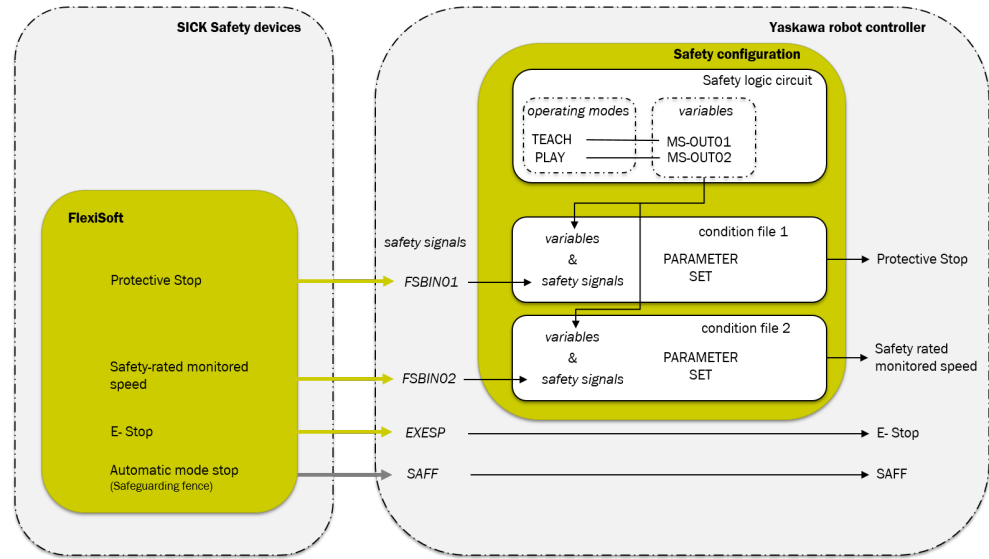 SICK Safety devices
Yaskawa robot controller
Safety configuration
Safety logic circuit
operating modes
variables
TEACH
MS-OUT01
PLAY
MS-OUT02
FlexiSoft
safety signals
variables
condition file 1
&
PARAMETER
SET
safety signals
Protective Stop
FSBIN01
Protective Stop
variables
condition file 2
&
PARAMETER
SET
safety signals
Safety-rated monitored
speed
FSBIN02
Safety rated
monitored speed
E- Stop
EXESP
E- Stop
Automatic mode stop
(Safeguarding fence)
SAFF
SAFF